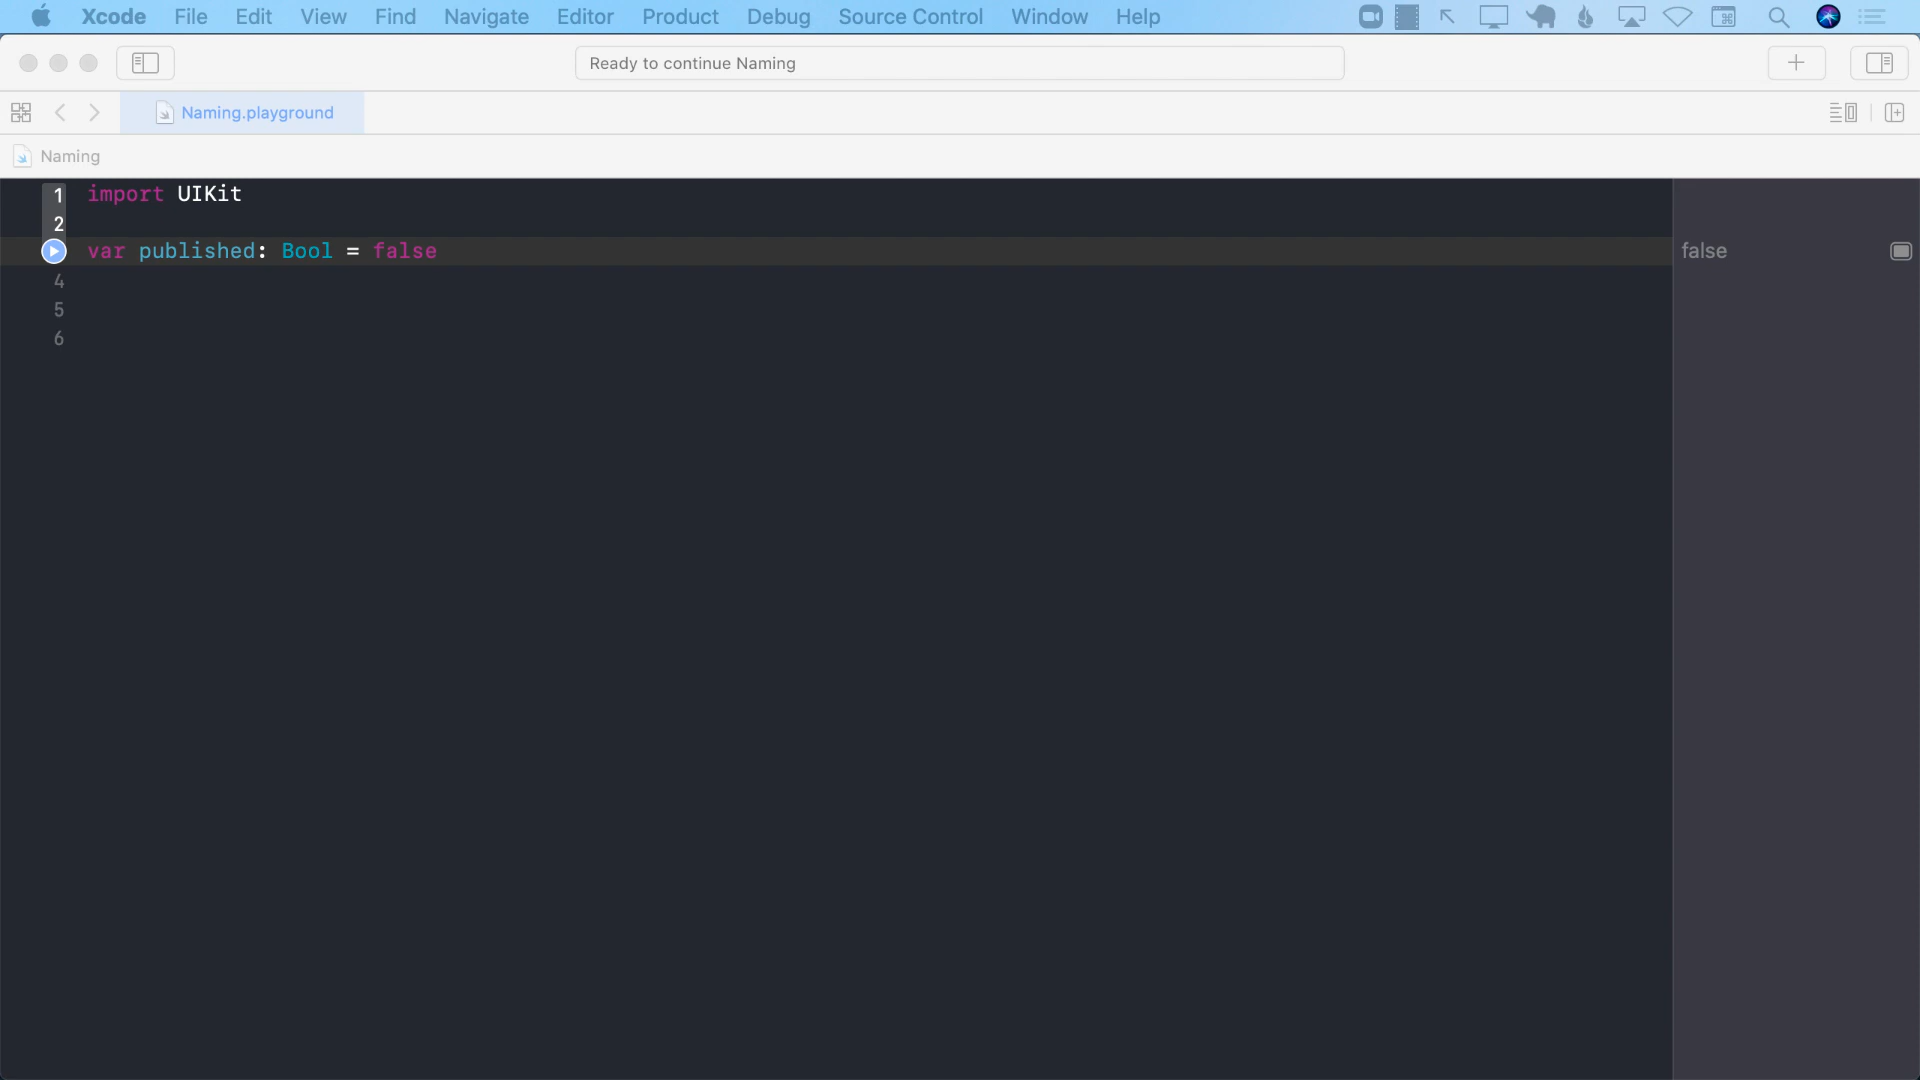 Xcode File Edit View Find Navigate Editor Product Debug Source Control Window Help
Ready to continue Naming
Naming.playground
Naming
1 import UIKit
2
var published: Bool = false
false
4
5
6